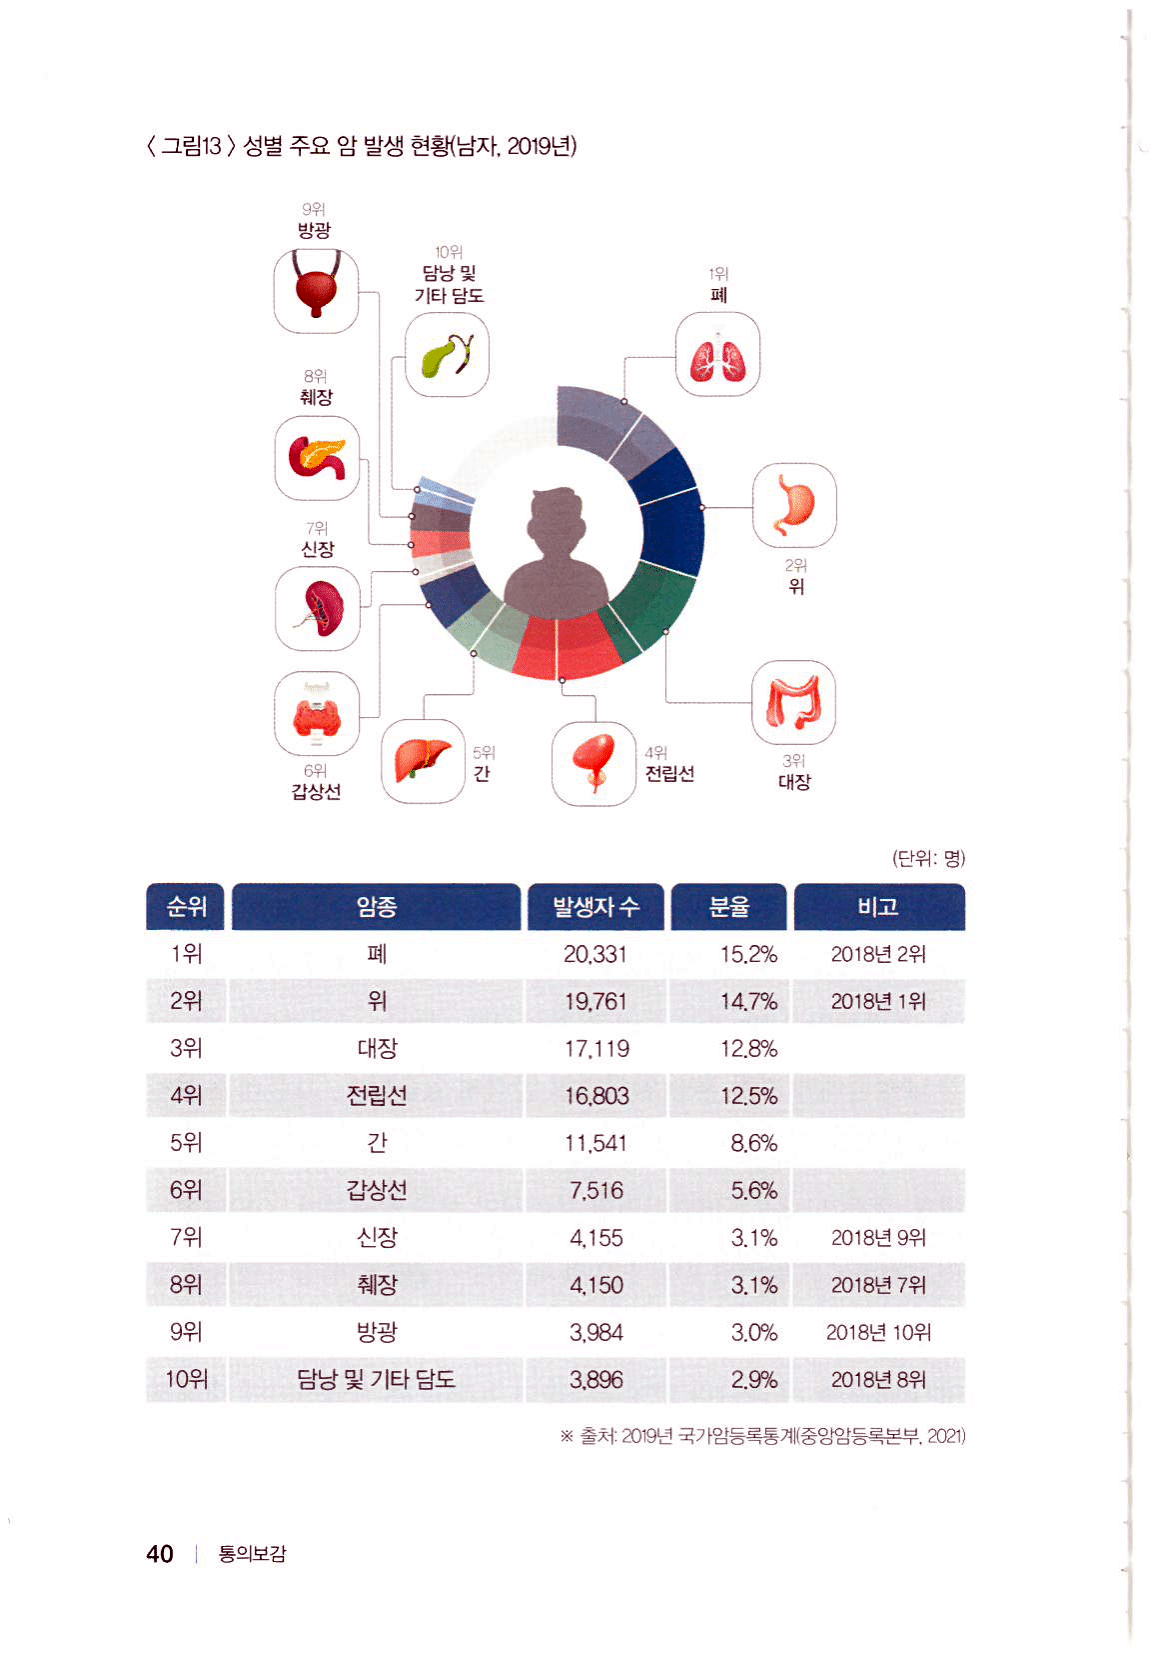 〈그림13〉성별 주요 암 발생 현황(남자, 2019년)
9위
방광
10위
담낭 및
기타 담도
1위
폐
8위
췌장
7위
신장
2위
위
6위
갑상선
5위
간
4위
전립선
3위
대장
(단위: 명)
순위 암종 발생자 수 분율 비고
1위 폐 20,331 15.2% 2018년 2위
2위 위 19,761 14.7% 2018년 1위
3위 대장 17,119 12.8%
4위 전립선 16,803 12.5%
5위 간 11,541 8.6%
6위 갑상선 7,516 5.6%
7위 신장 4,155 3.1% 2018년 9위
8위 췌장 4,150 3.1% 2018년 7위
9위 방광 3,984 3.0% 2018년 10위
10위 담낭 및 기타 담도 3,896 2.9% 2018년 8위
※ 출처: 2019년 국가암등록통계(중앙암등록본부, 2021)
40 | 통의보감